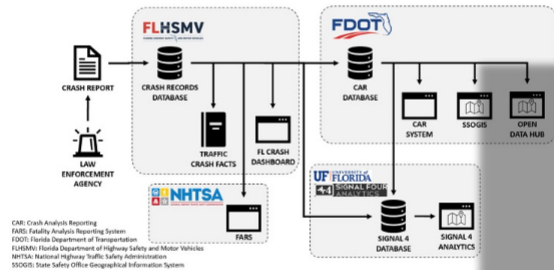 FLHSMV
FDOT
CRASH REPORT
CRASH RECORDS
DATABASE
CAR
DATABASE
CAR
SYSTEM
SSOGIS
OPEN
DATA HUB
TRAFFIC
CRASH FACTS
FL CRASH
DASHBOARD
LAW
ENFORCEMENT
AGENCY
NHTSA
FARS
UF UNIVERSITY of
FLORIDA
SIGNAL FOUR
ANALYTICS
SIGNAL 4
DATABASE
SIGNAL 4
ANALYTICS
CAR: Crash Analysis Reporting
FARS: Fatality Analysis Reporting System
FDOT: Florida Department of Transportation
FLHSMV: Florida Department of Highway Safety and Motor Vehicles
NHTSA: National Highway Traffic Safety Administration
SSOGIS: State Safety Office Geographical Information System